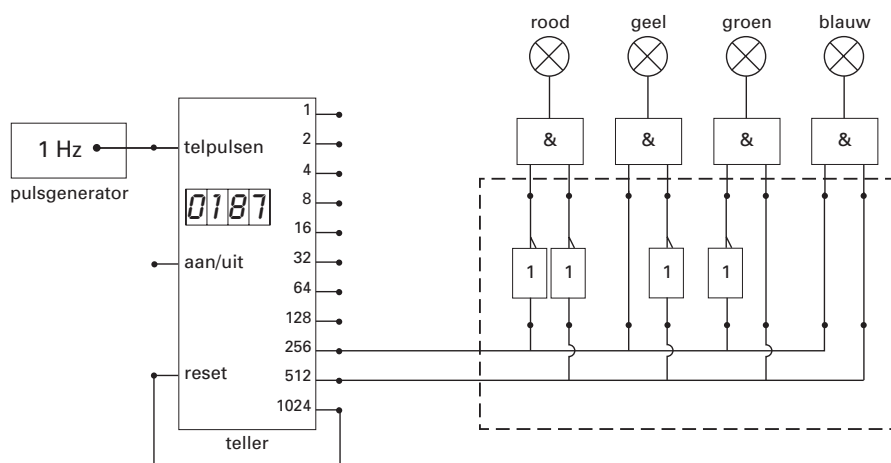 rood geel groen blauw
& & & &
1 Hz
pulsgenerator
telpulsen
0187
aan/uit
reset
1
2
4
8
16
32
64
128
256
512
1024
teller
1 1 1 1